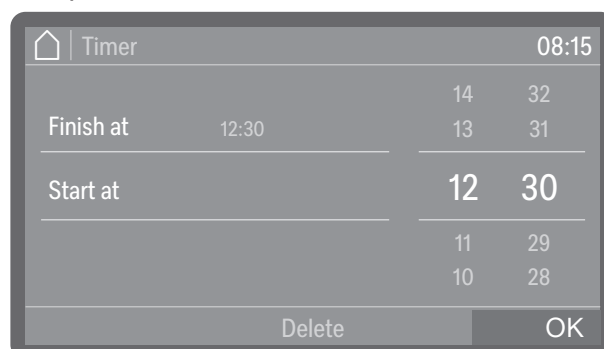 Timer 08:15
14 32
Finish at 12:30 13 31
Start at 12 30
11 29
10 28
Delete OK